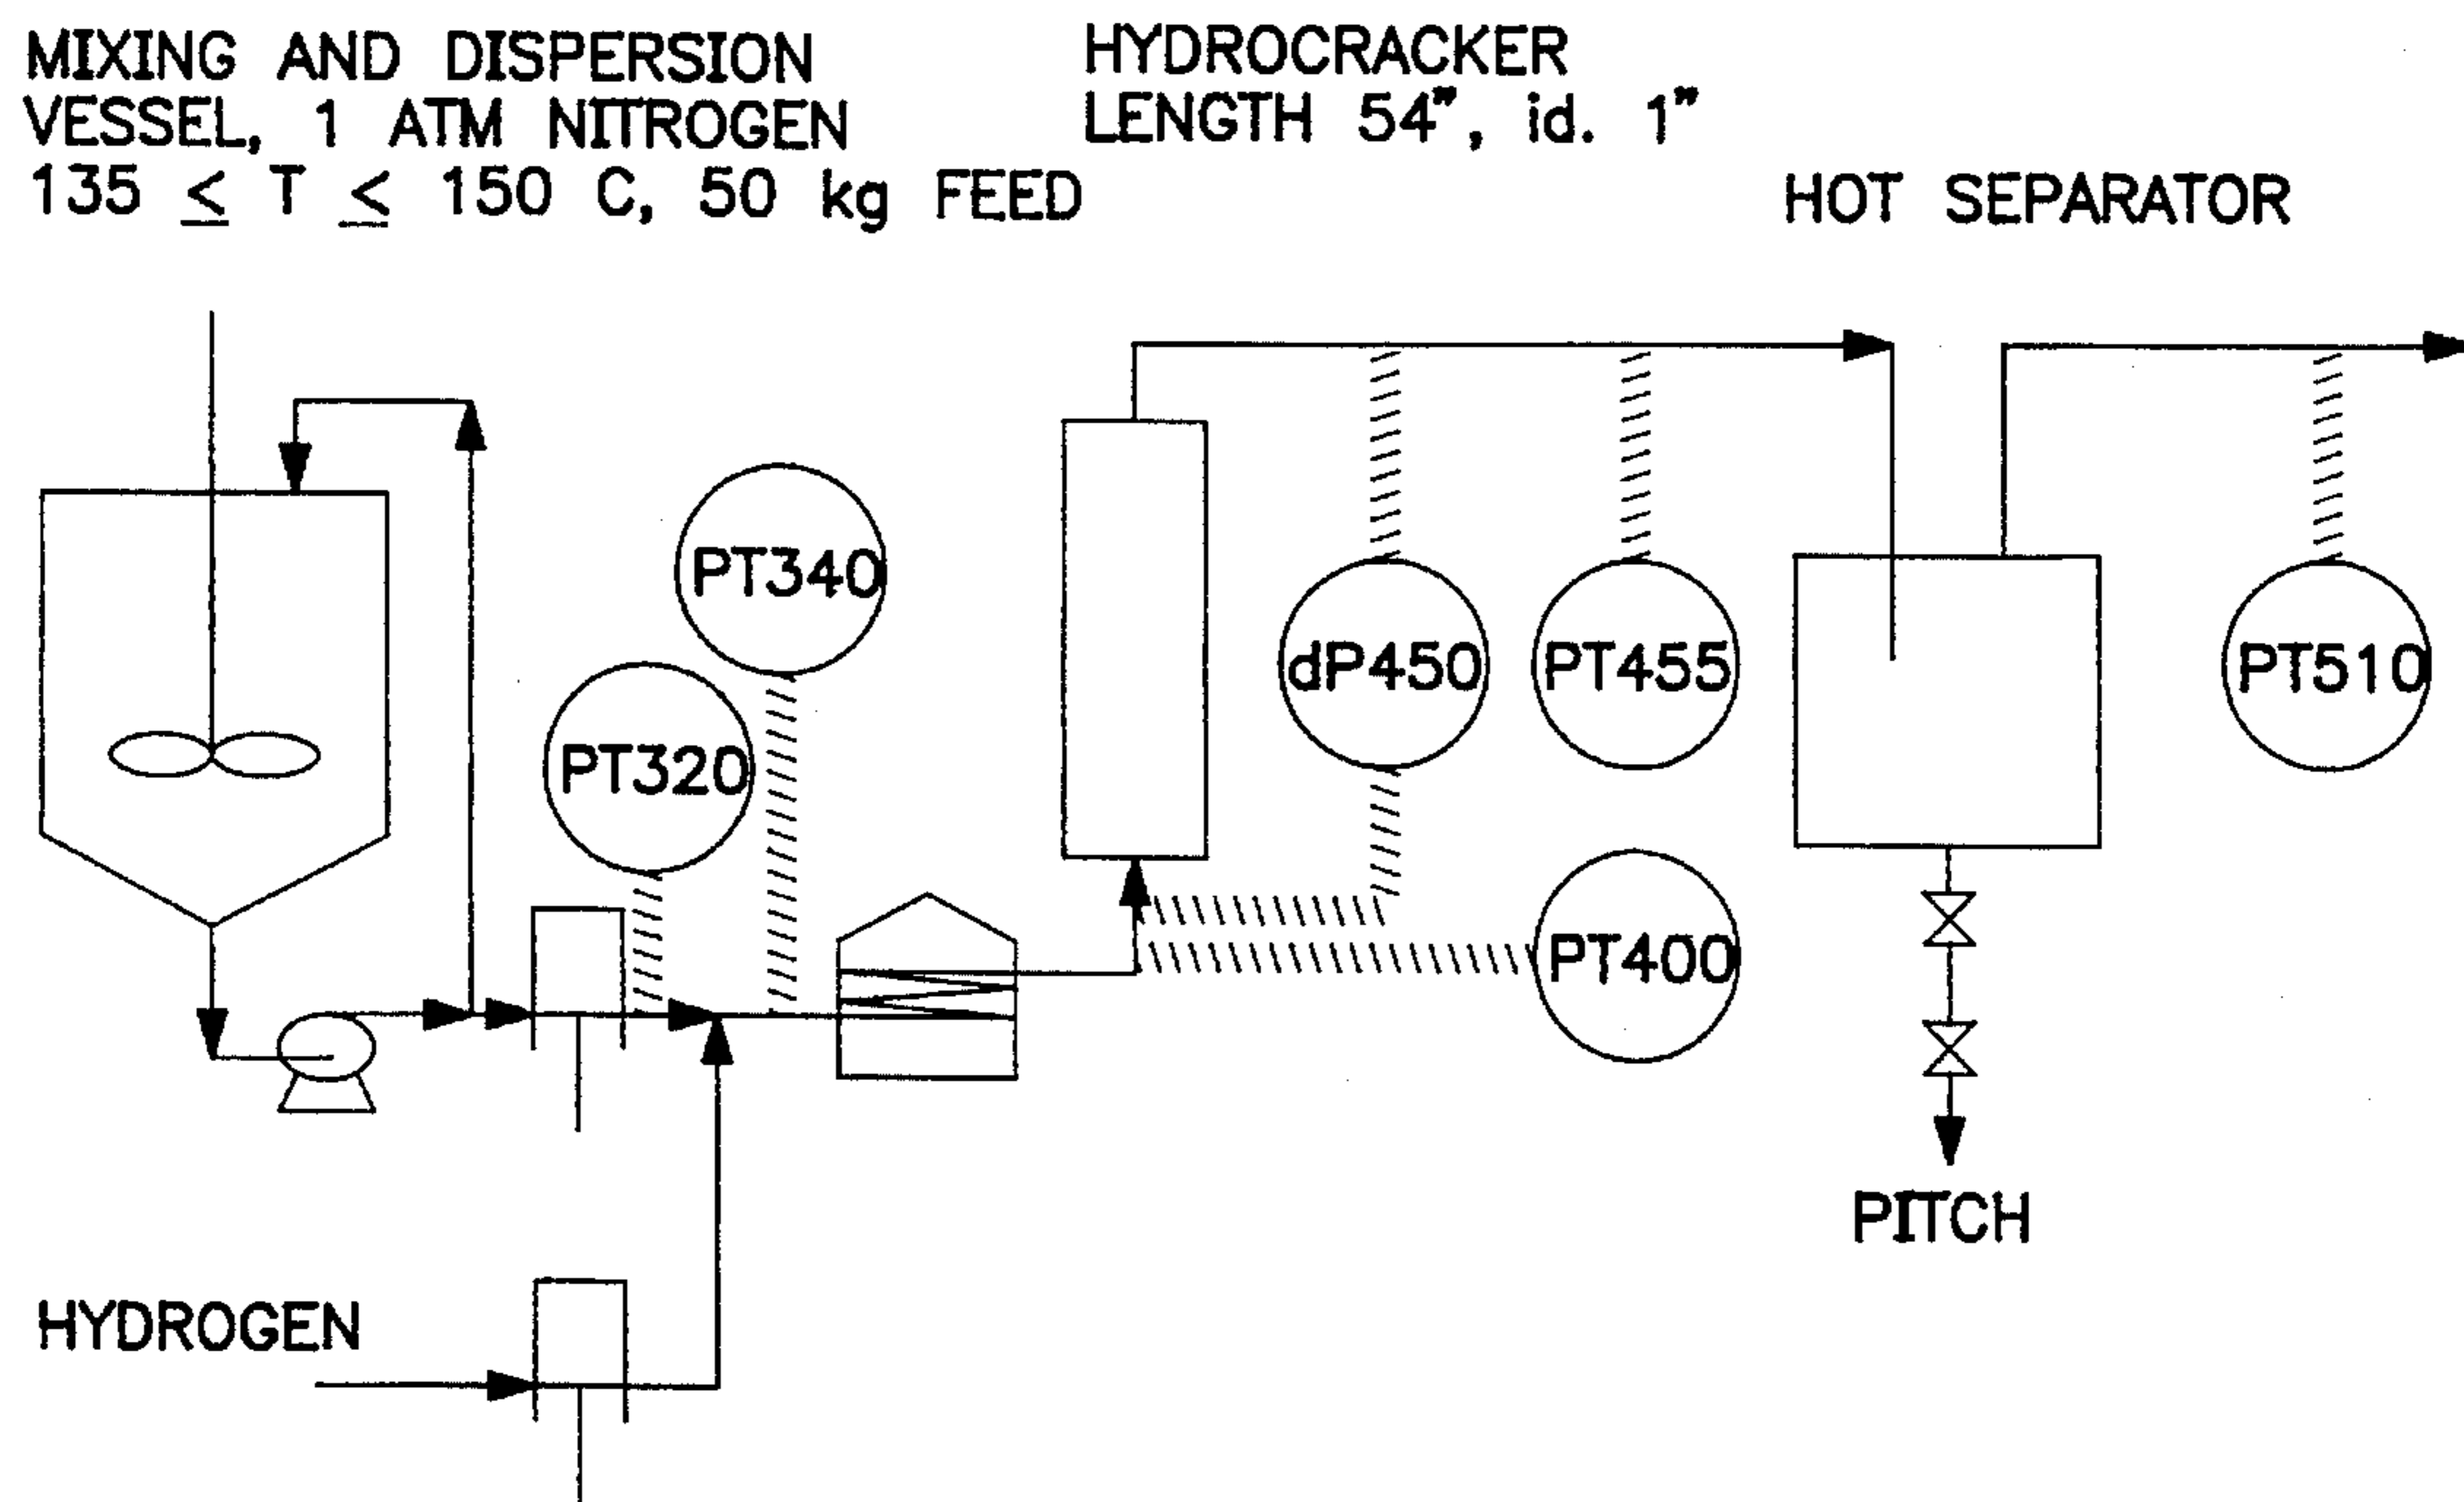 MIXING AND DISPERSION
VESSEL, 1 ATM NITROGEN
135 ≤ T ≤ 150 C, 50 kg FEED
HYDROCRACKER
LENGTH 54", id. 1"
HOT SEPARATOR
PT340
PT320
dP450
PT455
PT510
PT400
PITCH
HYDROGEN